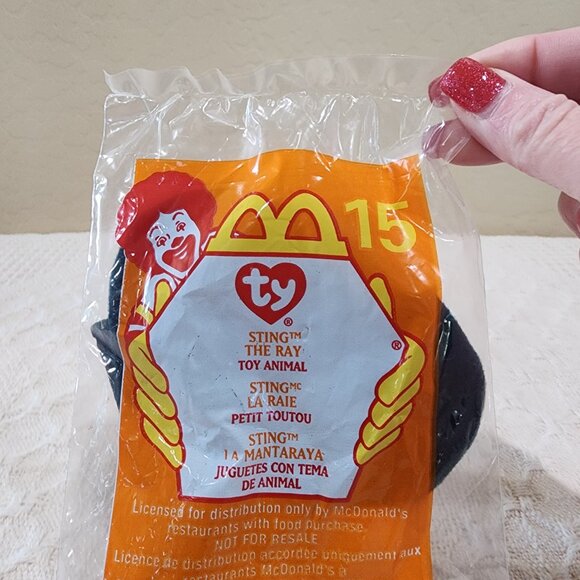 15
ty®
STING™
THE RAY
TOY ANIMAL
®
STINGᴹᶜ
LA RAIE
PETIT TOUTOU
STING™
LA MANTARAYA
JUGUETES CON TEMA
DE ANIMAL
Licensed for distribution only by McDonald's
restaurants with food purchase
NOT FOR RESALE
Licence de distribution accordée uniquement aux
restaurants McDonald's à